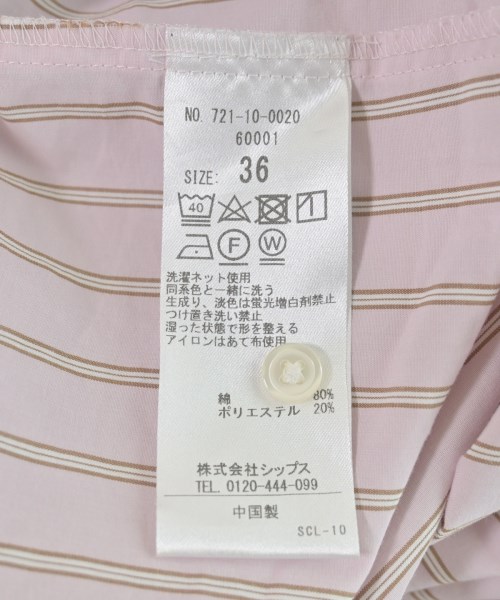 NO. 721-10-0020
60001
SIZE: 36
40
F W
洗濯ネット使用
同系色と一緒に洗う
生成り、淡色は蛍光増白剤禁止
つけ置き洗い禁止
湿った状態で形を整える
アイロンはあて布使用
綿 80%
ポリエステル 20%
株式会社シップス
TEL. 0120-444-099
中国製
SCL-10